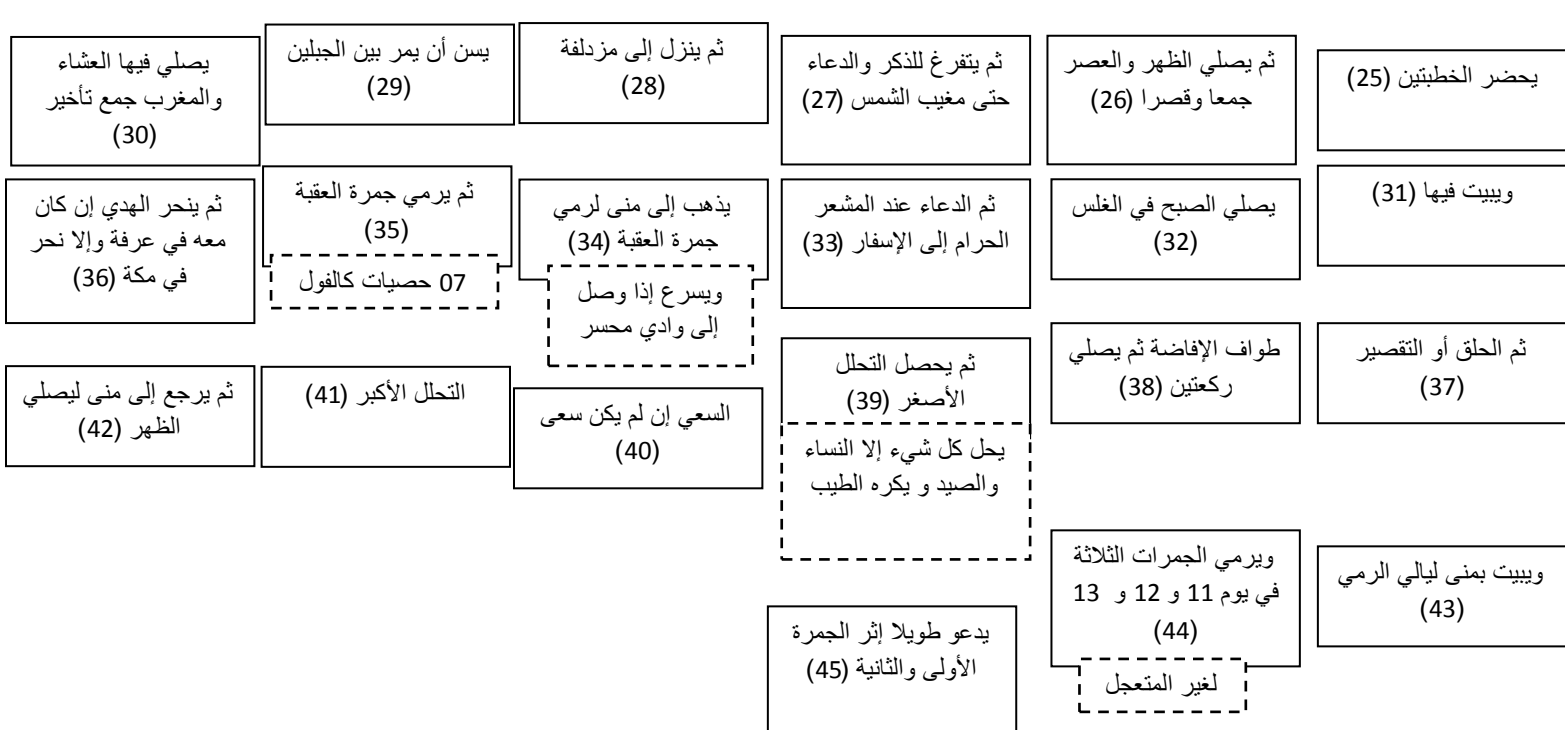 يحضر الخطبتين (25)
ثم يصلي الظهر والعصر
جمعا وقصرا (26)
ثم يتفرغ للذكر والدعاء
حتى مغيب الشمس (27)
ثم ينزل إلى مزدلفة
(28)
يسن أن يمر بين الجبلين
(29)
يصلي فيها العشاء
والمغرب جمع تأخير
(30)
ويبيت فيها (31)
يصلي الصبح في الغلس
(32)
ثم الدعاء عند المشعر
الحرام إلى الإسفار (33)
يذهب إلى منى لرمي
جمرة العقبة (34)
ويسرع إذا وصل
إلى وادي محسر
ثم يرمي جمرة العقبة
(35)
07 حصيات كالفول
ثم ينحر الهدي إن كان
معه في عرفة وإلا نحر
في مكة (36)
ثم الحلق أو التقصير
(37)
طواف الإفاضة ثم يصلي
ركعتين (38)
ثم يحصل التحلل
الأصغر (39)
يحل كل شيء إلا النساء
والصيد و يكره الطيب
السعي إن لم يكن سعى
(40)
التحلل الأكبر (41)
ثم يرجع إلى منى ليصلي
الظهر (42)
ويبيت بمنى ليالي الرمي
(43)
ويرمي الجمرات الثلاثة
في يوم 11 و 12 و 13
(44)
لغير المتعجل
يدعو طويلا إثر الجمرة
الأولى والثانية (45)